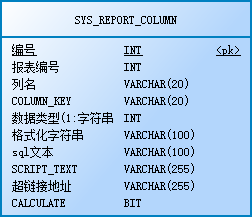 SYS_REPORT_COLUMN
编号 INT <pk>
报表编号 INT
列名 VARCHAR(20)
COLUMN_KEY VARCHAR(20)
数据类型(1:字符串 INT
格式化字符串 VARCHAR(100)
sql文本 VARCHAR(100)
SCRIPT_TEXT VARCHAR(255)
超链接地址 VARCHAR(255)
CALCULATE BIT